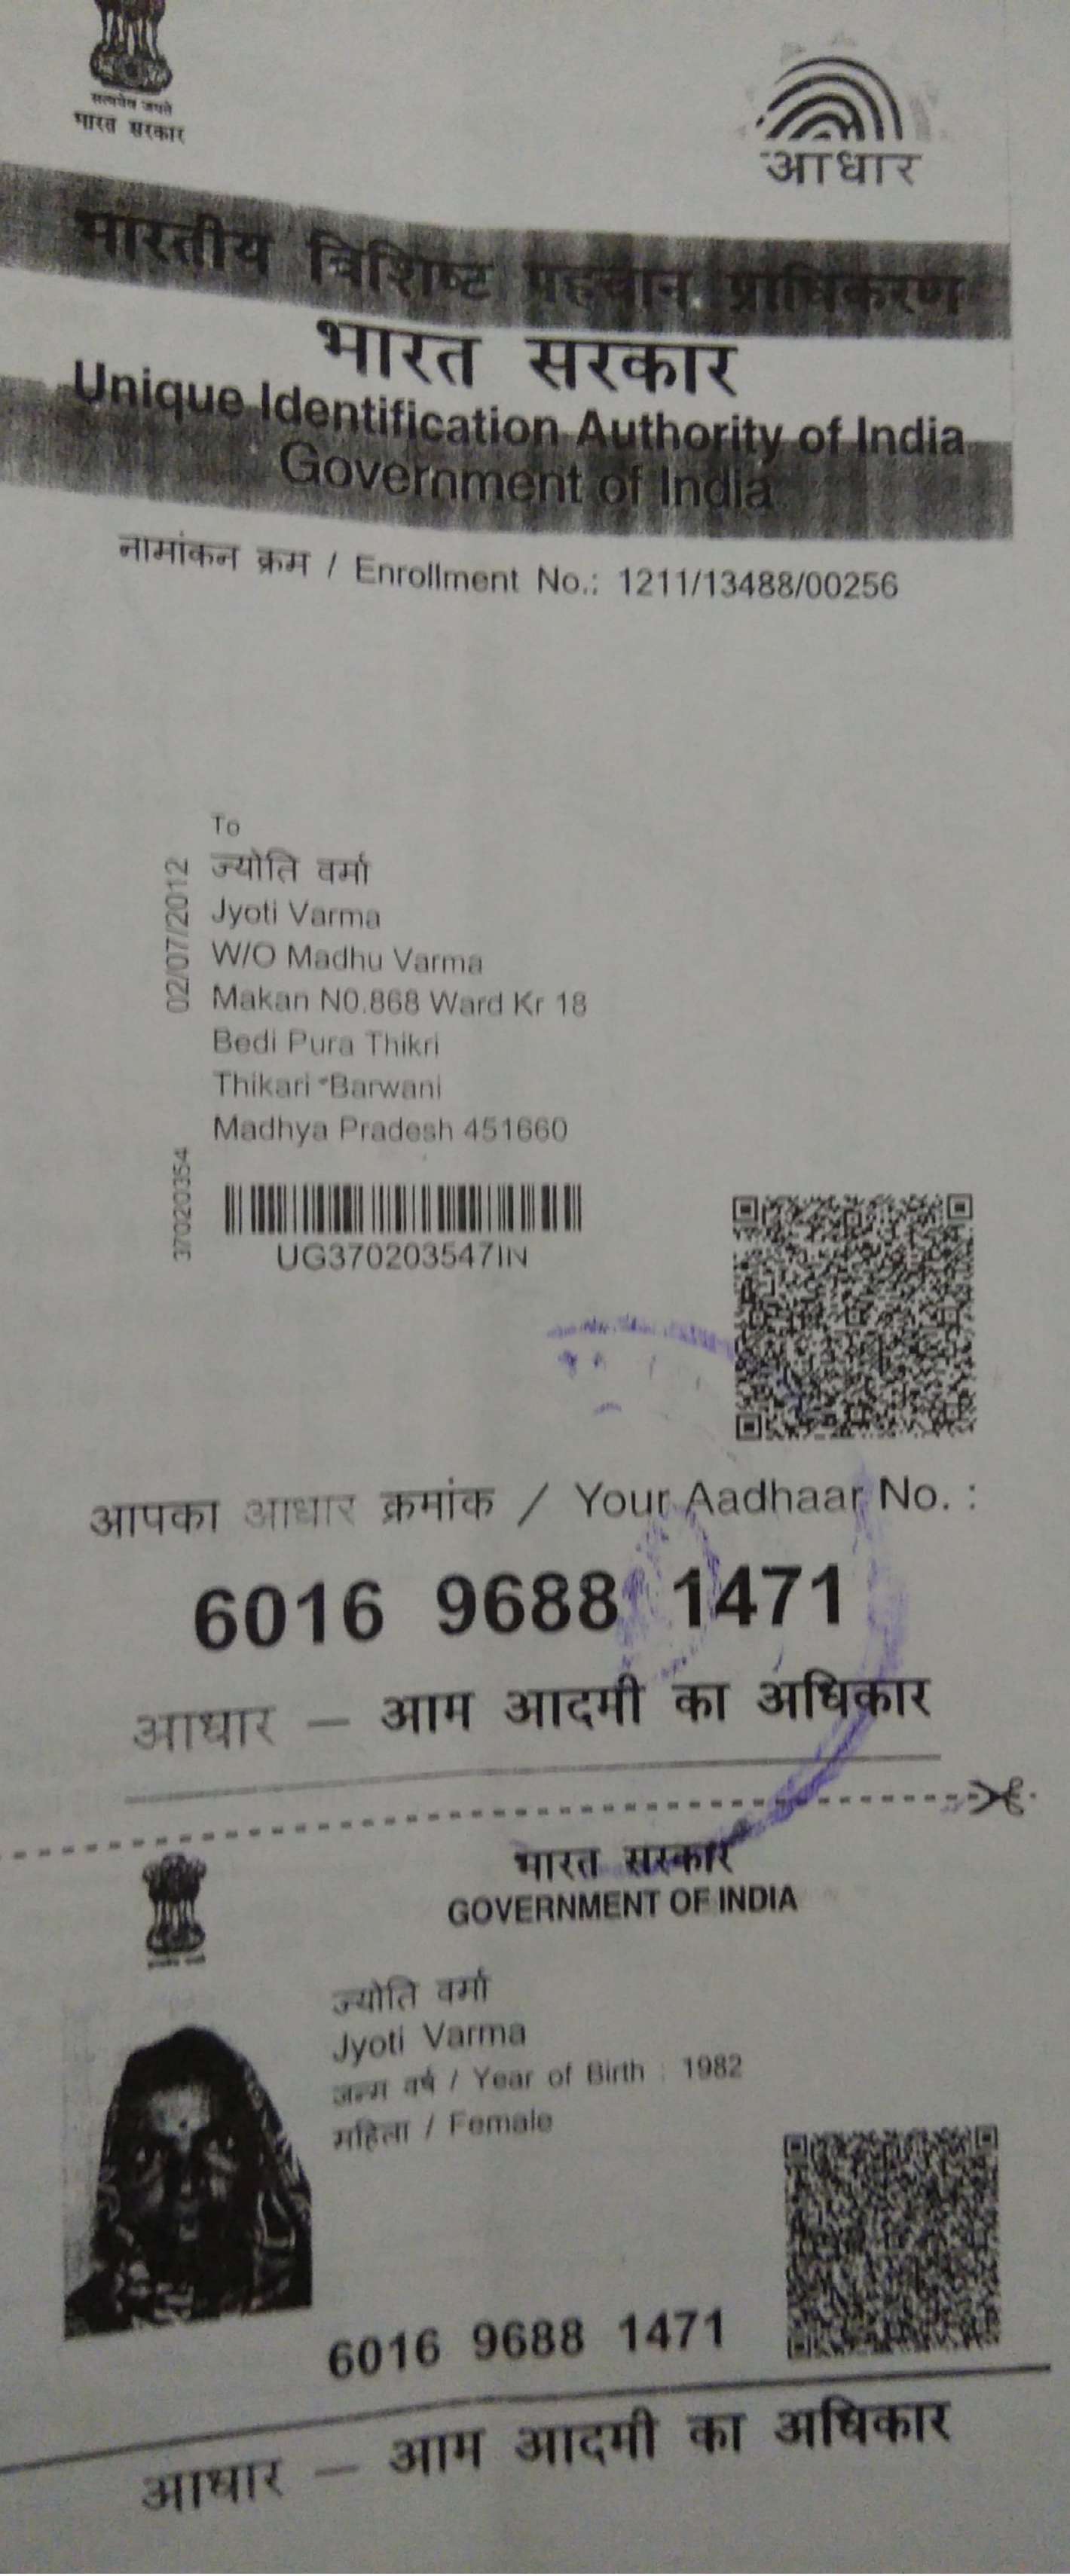 सत्यमेव जयते
भारत सरकार
आधार
भारतीय विशिष्ट पहचान प्राधिकरण
भारत सरकार
Unique Identification Authority of India
Government of India
नामांकन क्रम / Enrollment No.: 1211/13488/00256
02/07/2012
To
ज्योति वर्मा
Jyoti Varma
W/O Madhu Varma
Makan N0.868 Ward Kr 18
Bedi Pura Thikri
Thikari Barwani
Madhya Pradesh 451660
37020354
UG370203547IN
आपका आधार क्रमांक / Your Aadhaar No. :
6016 9688 1471
आधार – आम आदमी का अधिकार
भारत सरकार
GOVERNMENT OF INDIA
ज्योति वर्मा
Jyoti Varma
जन्म वर्ष / Year of Birth : 1982
महिला / Female
6016 9688 1471
आधार – आम आदमी का अधिकार